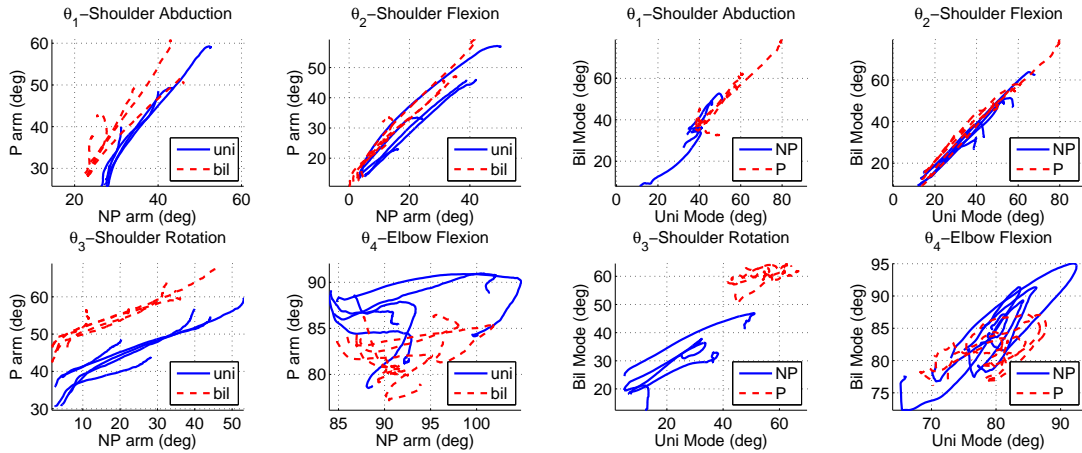 θ1−Shoulder Abduction
60
50
40
30
20
40
60
P arm (deg)
NP arm (deg)
uni
bil
θ2−Shoulder Flexion
50
40
30
20
0
20
40
P arm (deg)
NP arm (deg)
uni
bil
θ1−Shoulder Abduction
60
40
20
0
20
40
60
80
Bil Mode (deg)
Uni Mode (deg)
NP
P
θ2−Shoulder Flexion
60
40
20
0
20
40
60
80
Bil Mode (deg)
Uni Mode (deg)
NP
P
θ3−Shoulder Rotation
60
50
40
30
10
20
30
40
50
P arm (deg)
NP arm (deg)
uni
bil
θ4−Elbow Flexion
90
85
80
85
90
95
100
P arm (deg)
NP arm (deg)
uni
bil
θ3−Shoulder Rotation
60
40
20
0
20
40
60
80
Bil Mode (deg)
Uni Mode (deg)
NP
P
θ4−Elbow Flexion
95
90
85
80
75
70
80
90
Bil Mode (deg)
Uni Mode (deg)
NP
P